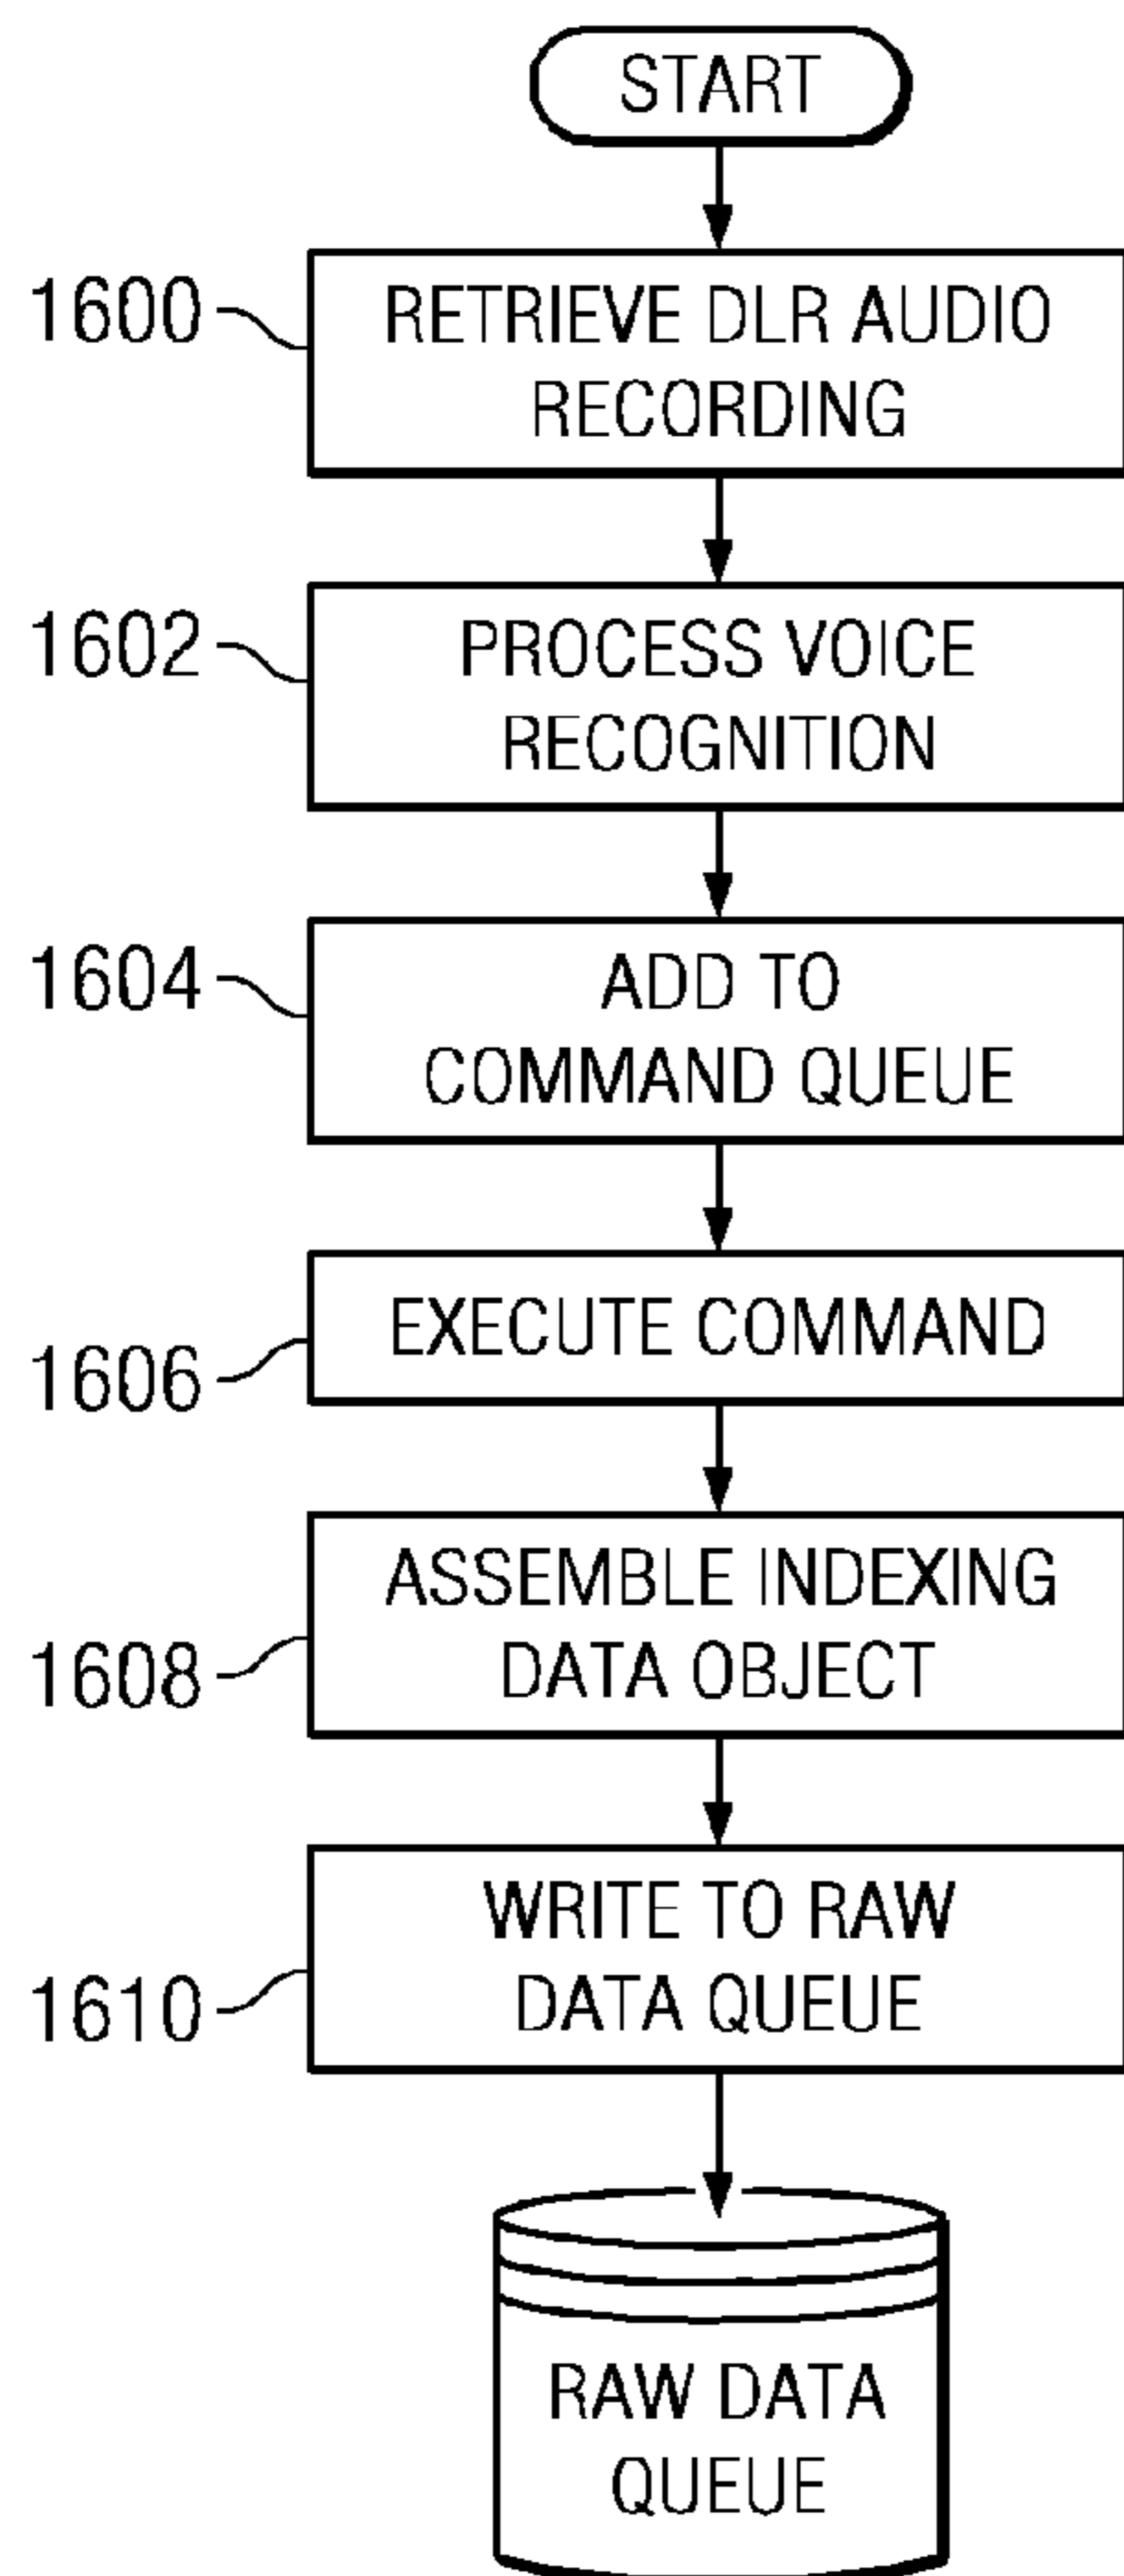 START
1600
RETRIEVE DLR AUDIO
RECORDING
1602
PROCESS VOICE
RECOGNITION
1604
ADD TO
COMMAND QUEUE
1606
EXECUTE COMMAND
1608
ASSEMBLE INDEXING
DATA OBJECT
1610
WRITE TO RAW
DATA QUEUE
RAW DATA
QUEUE